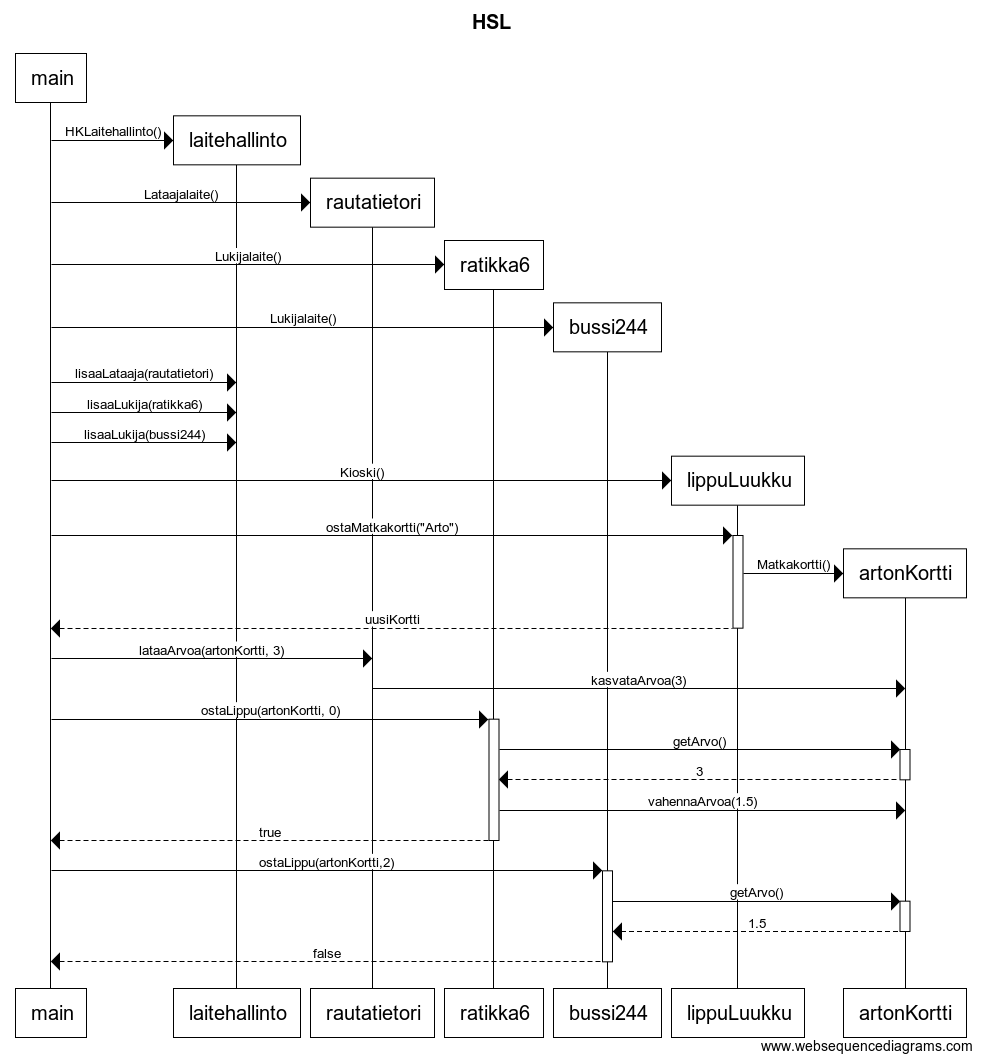 HSL
main
HKLaitehallinto()
laitehallinto
Lataajalaite()
rautatietori
Lukijalaite()
ratikka6
Lukijalaite()
bussi244
lisaaLataaja(rautatietori)
lisaaLukija(ratikka6)
lisaaLukija(bussi244)
Kioski()
lippuLuukku
ostaMatkakortti("Arto")
Matkakortti()
artonKortti
uusiKortti
lataaArvoa(artonKortti, 3)
kasvataArvoa(3)
ostaLippu(artonKortti, 0)
getArvo()
3
vahennaArvoa(1.5)
true
ostaLippu(artonKortti,2)
getArvo()
1.5
false
main laitehallinto rautatietori ratikka6 bussi244 lippuLuukku artonKortti
www.websequencediagrams.com